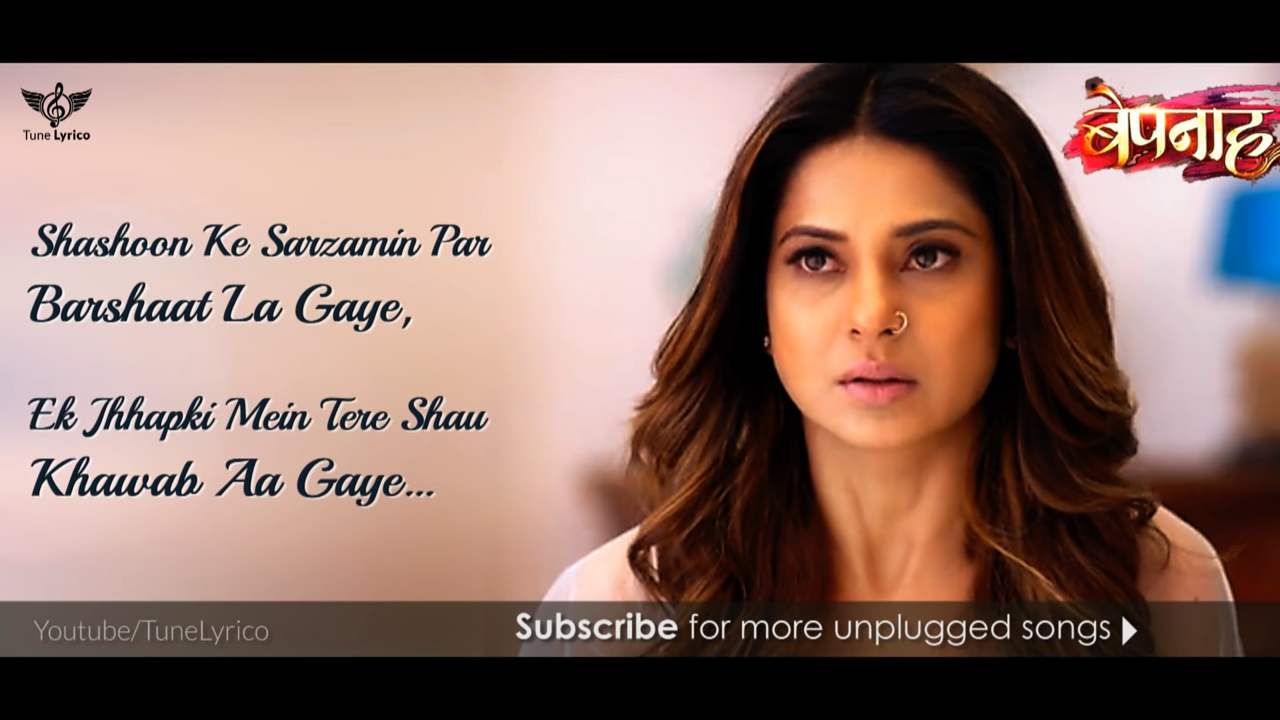 Tune Lyrico
बेपनाह
Shashoon Ke Sarzamin Par
Barshaat La Gaye,
Ek Jhhapki Mein Tere Shau
Khawab Aa Gaye...
Youtube/TuneLyrico
Subscribe for more unplugged songs